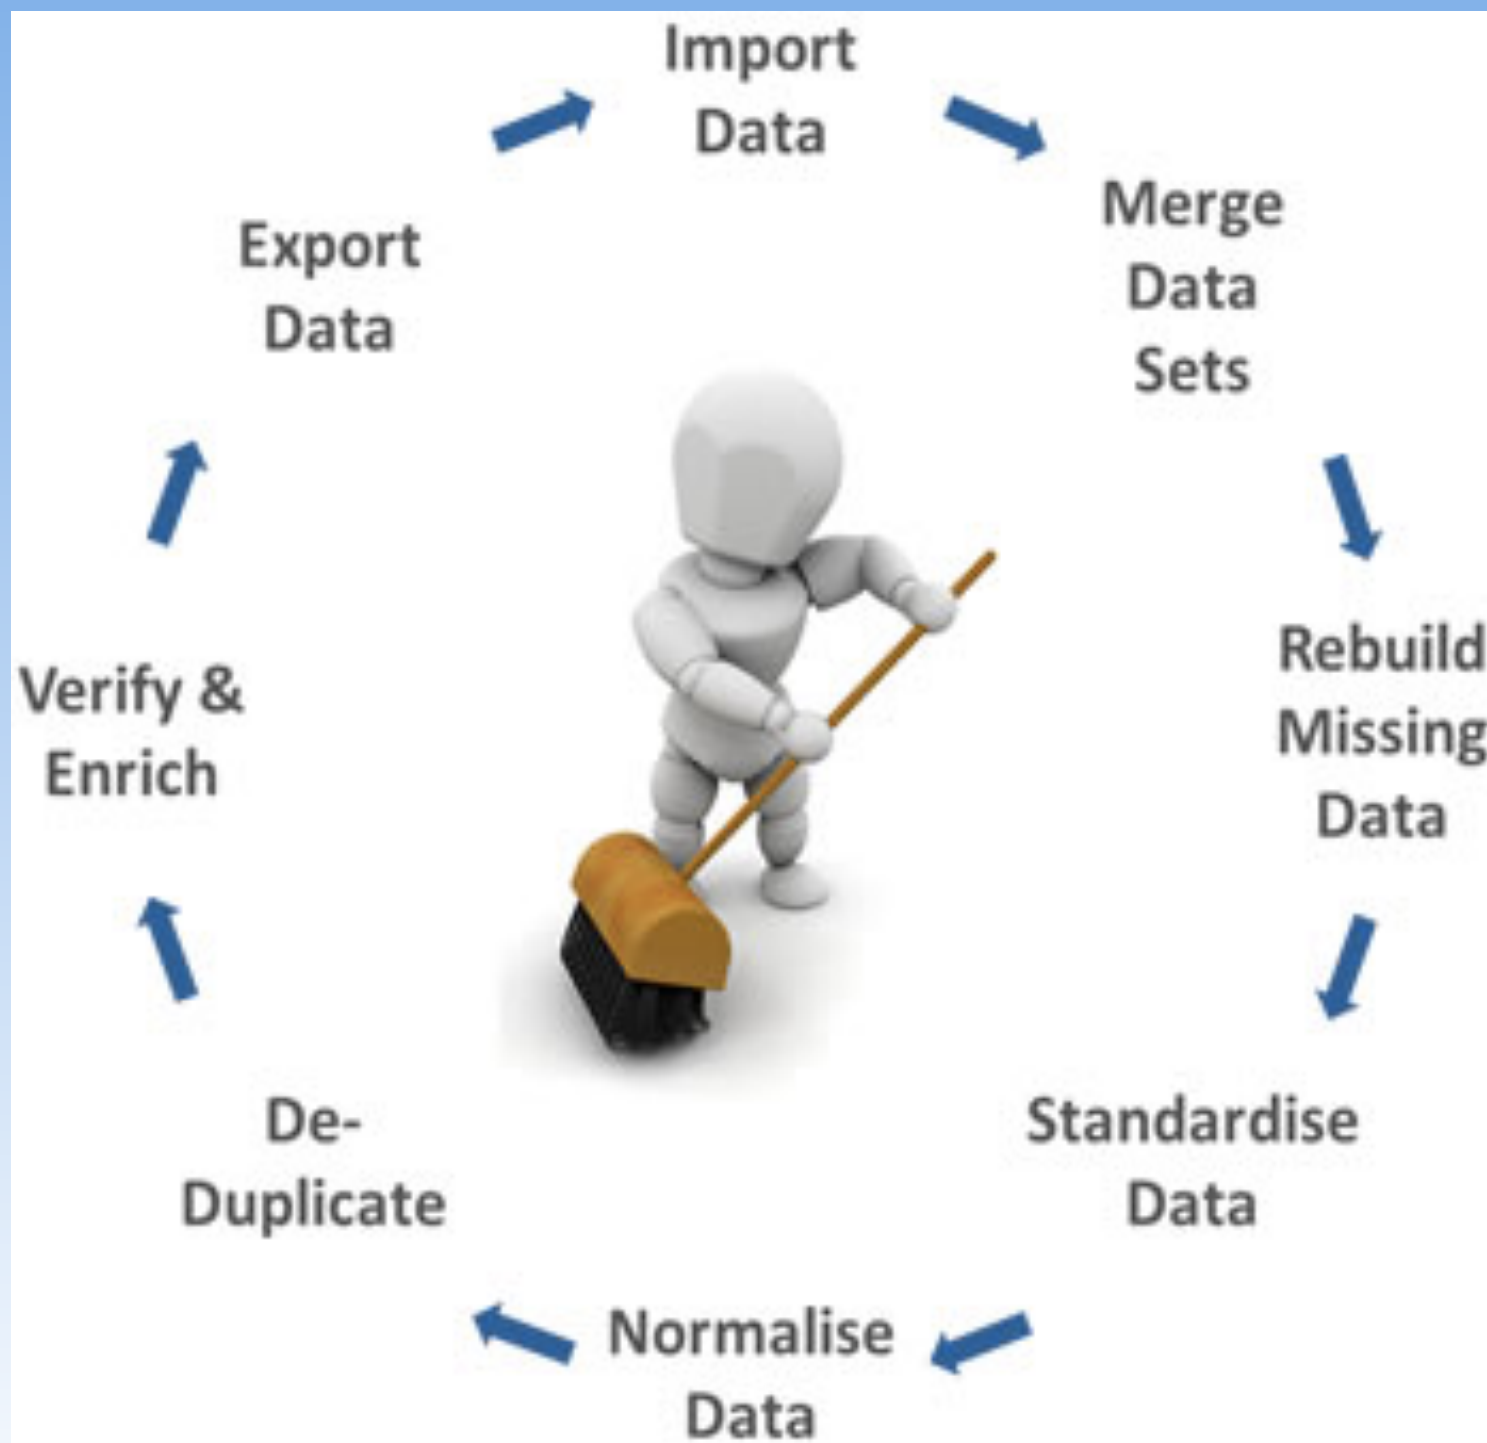 Import
Data
Merge
Data
Sets
Rebuild
Missing
Data
Standardise
Data
Normalise
Data
De-
Duplicate
Verify &
Enrich
Export
Data